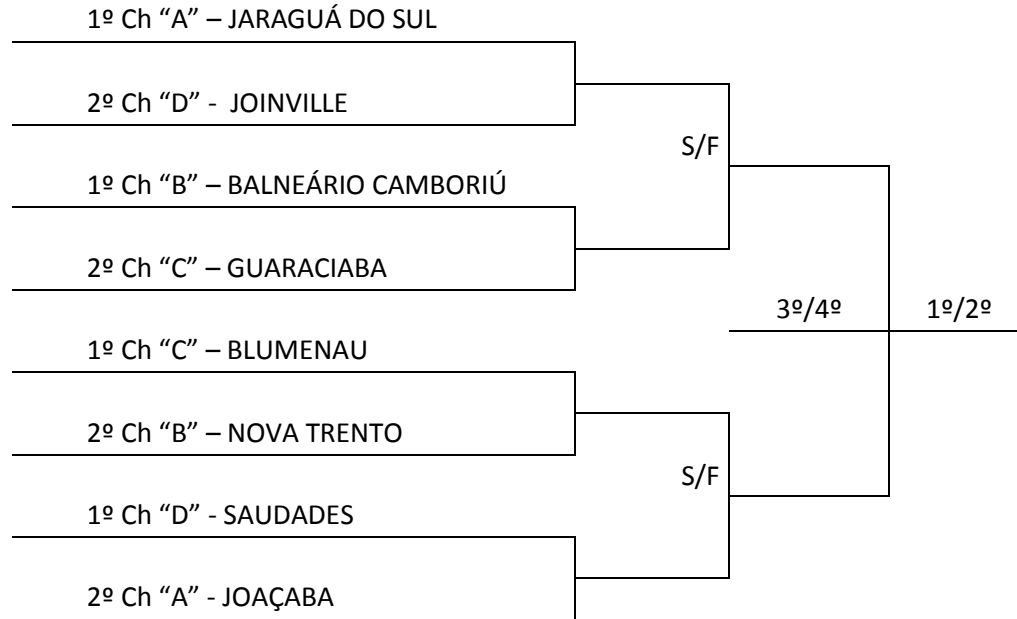 1º Ch “A” – JARAGUÁ DO SUL
2º Ch “D” - JOINVILLE
S/F
1º Ch “B” – BALNEÁRIO CAMBORIÚ
2º Ch “C” – GUARACIABA
3º/4º
1º/2º
1º Ch “C” – BLUMENAU
2º Ch “B” – NOVA TRENTO
S/F
1º Ch “D” - SAUDADES
2º Ch “A” - JOAÇABA